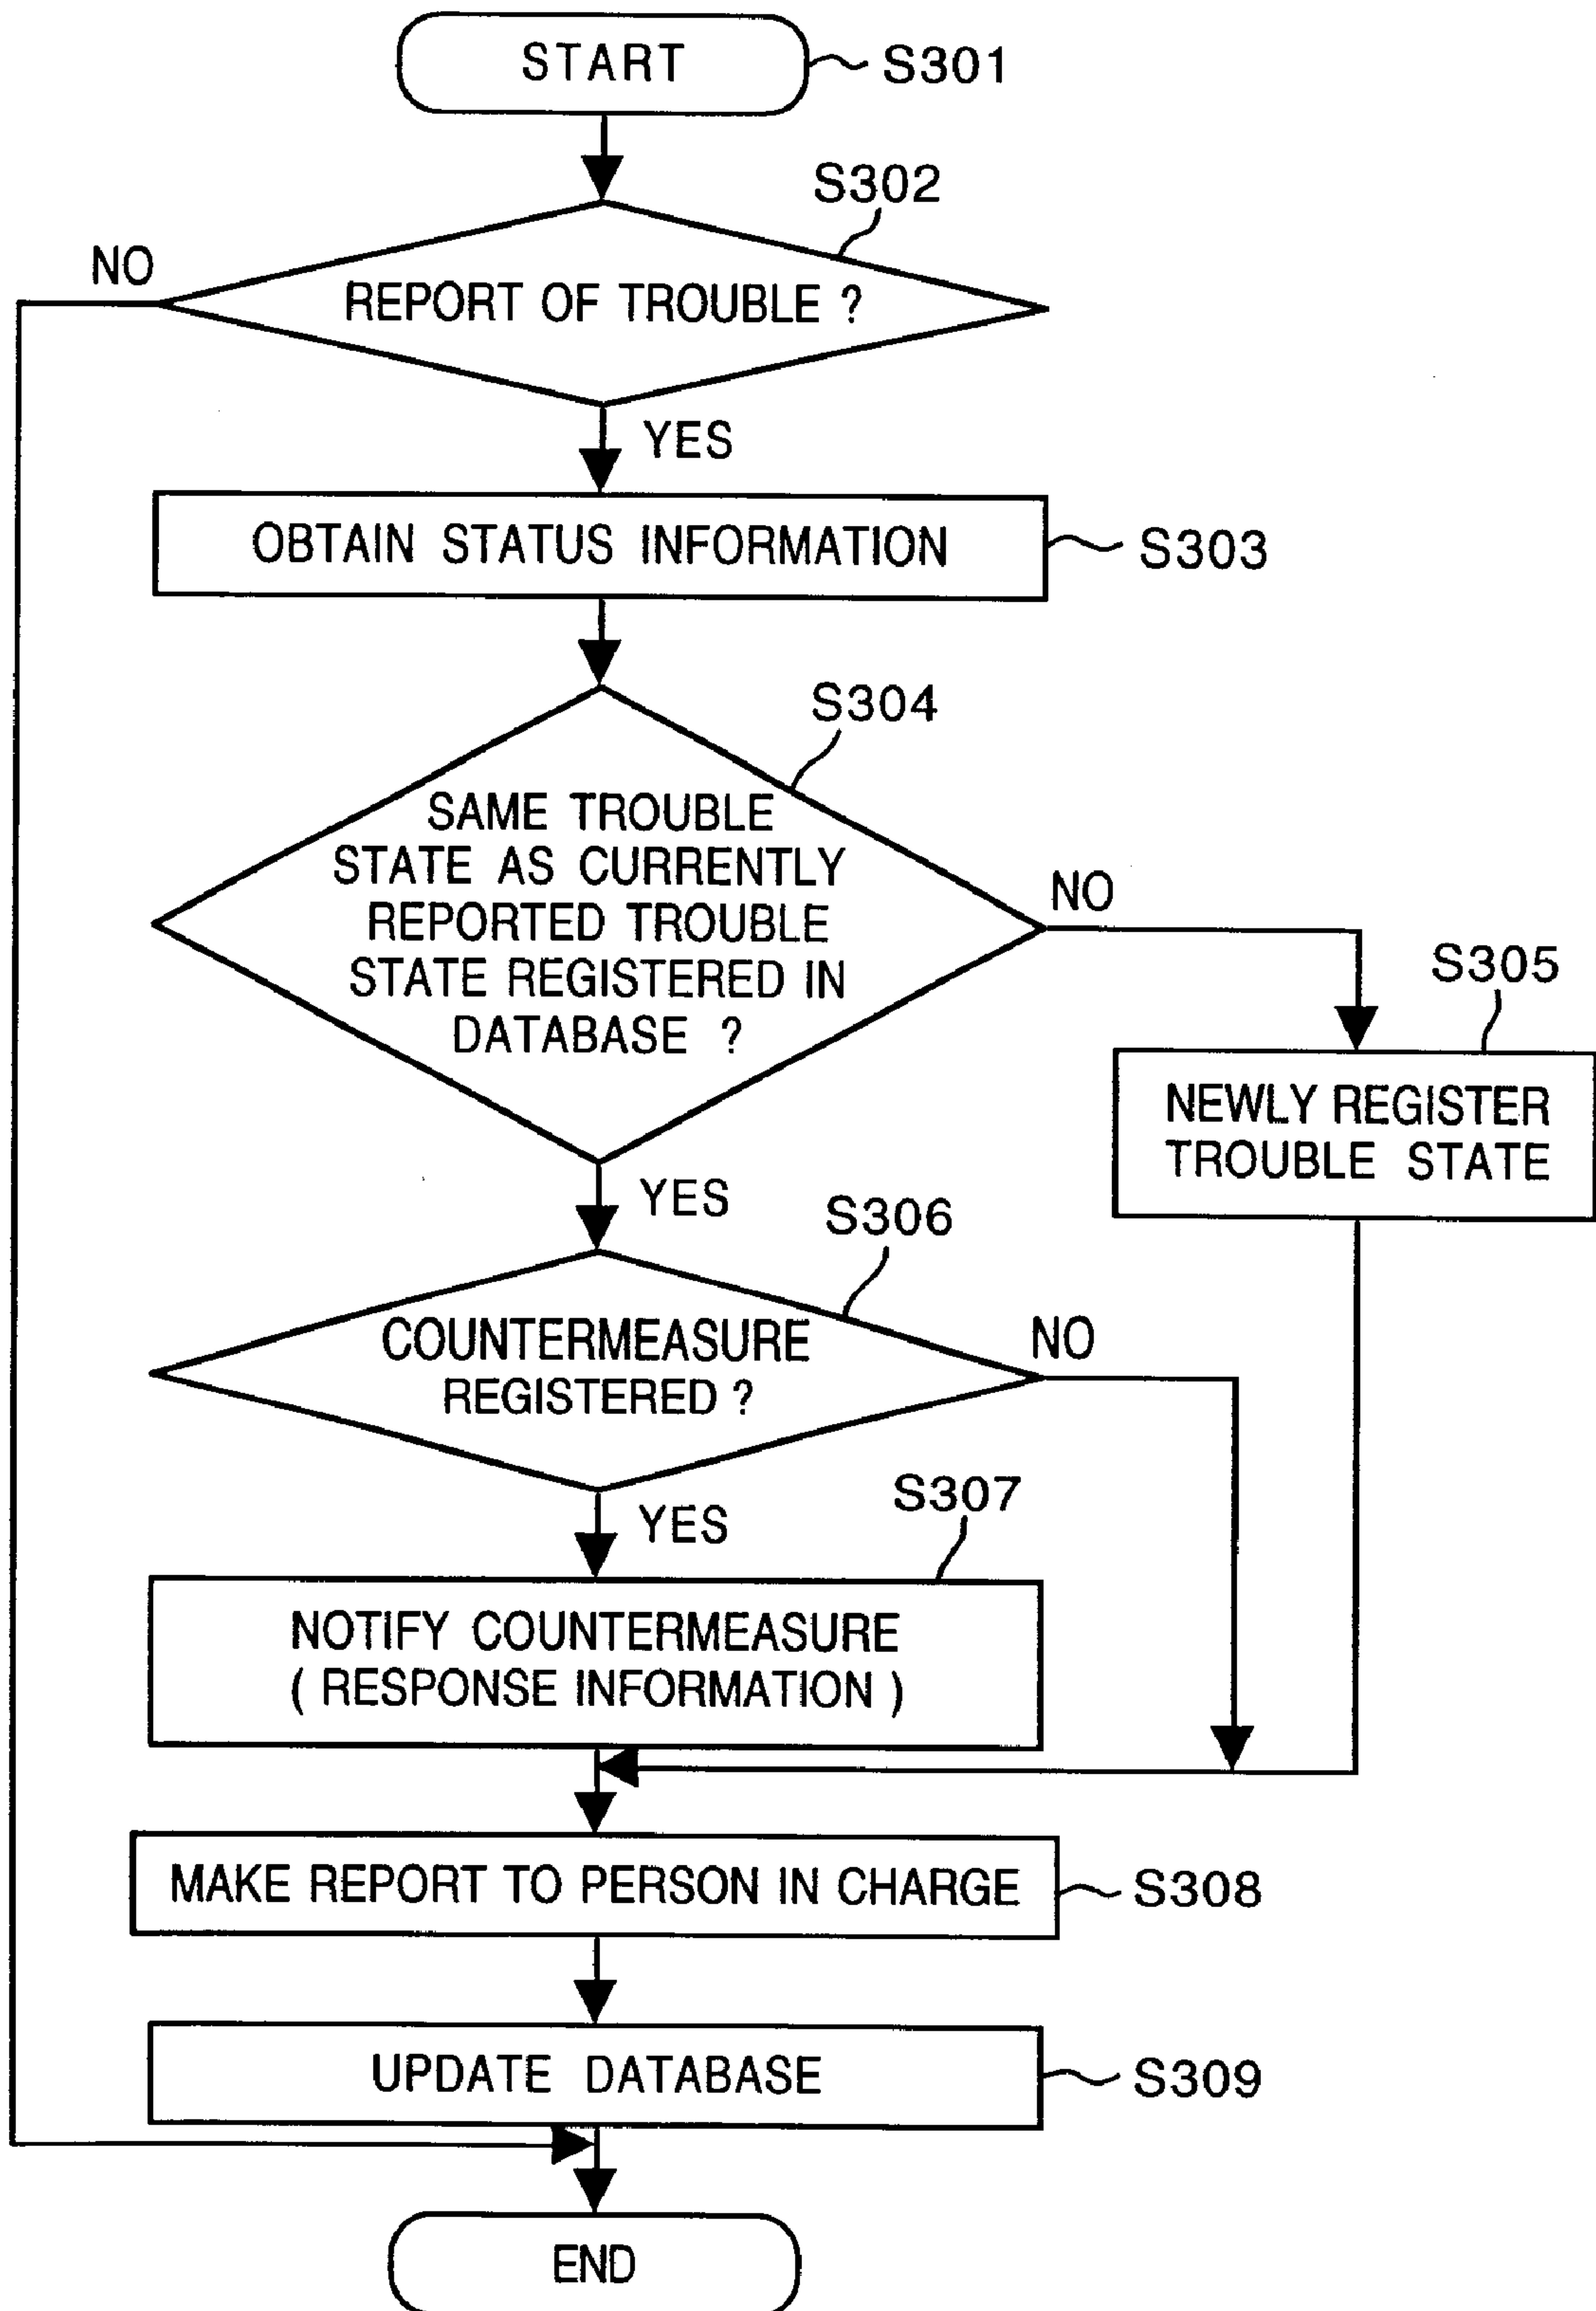 START
S301
S302
NO
REPORT OF TROUBLE ?
YES
OBTAIN STATUS INFORMATION
S303
S304
SAME TROUBLE
STATE AS CURRENTLY
REPORTED TROUBLE
STATE REGISTERED IN
DATABASE ?
NO
S305
NEWLY REGISTER
TROUBLE STATE
YES
S306
COUNTERMEASURE
REGISTERED ?
NO
S307
YES
NOTIFY COUNTERMEASURE
( RESPONSE INFORMATION )
MAKE REPORT TO PERSON IN CHARGE
S308
UPDATE DATABASE
S309
END